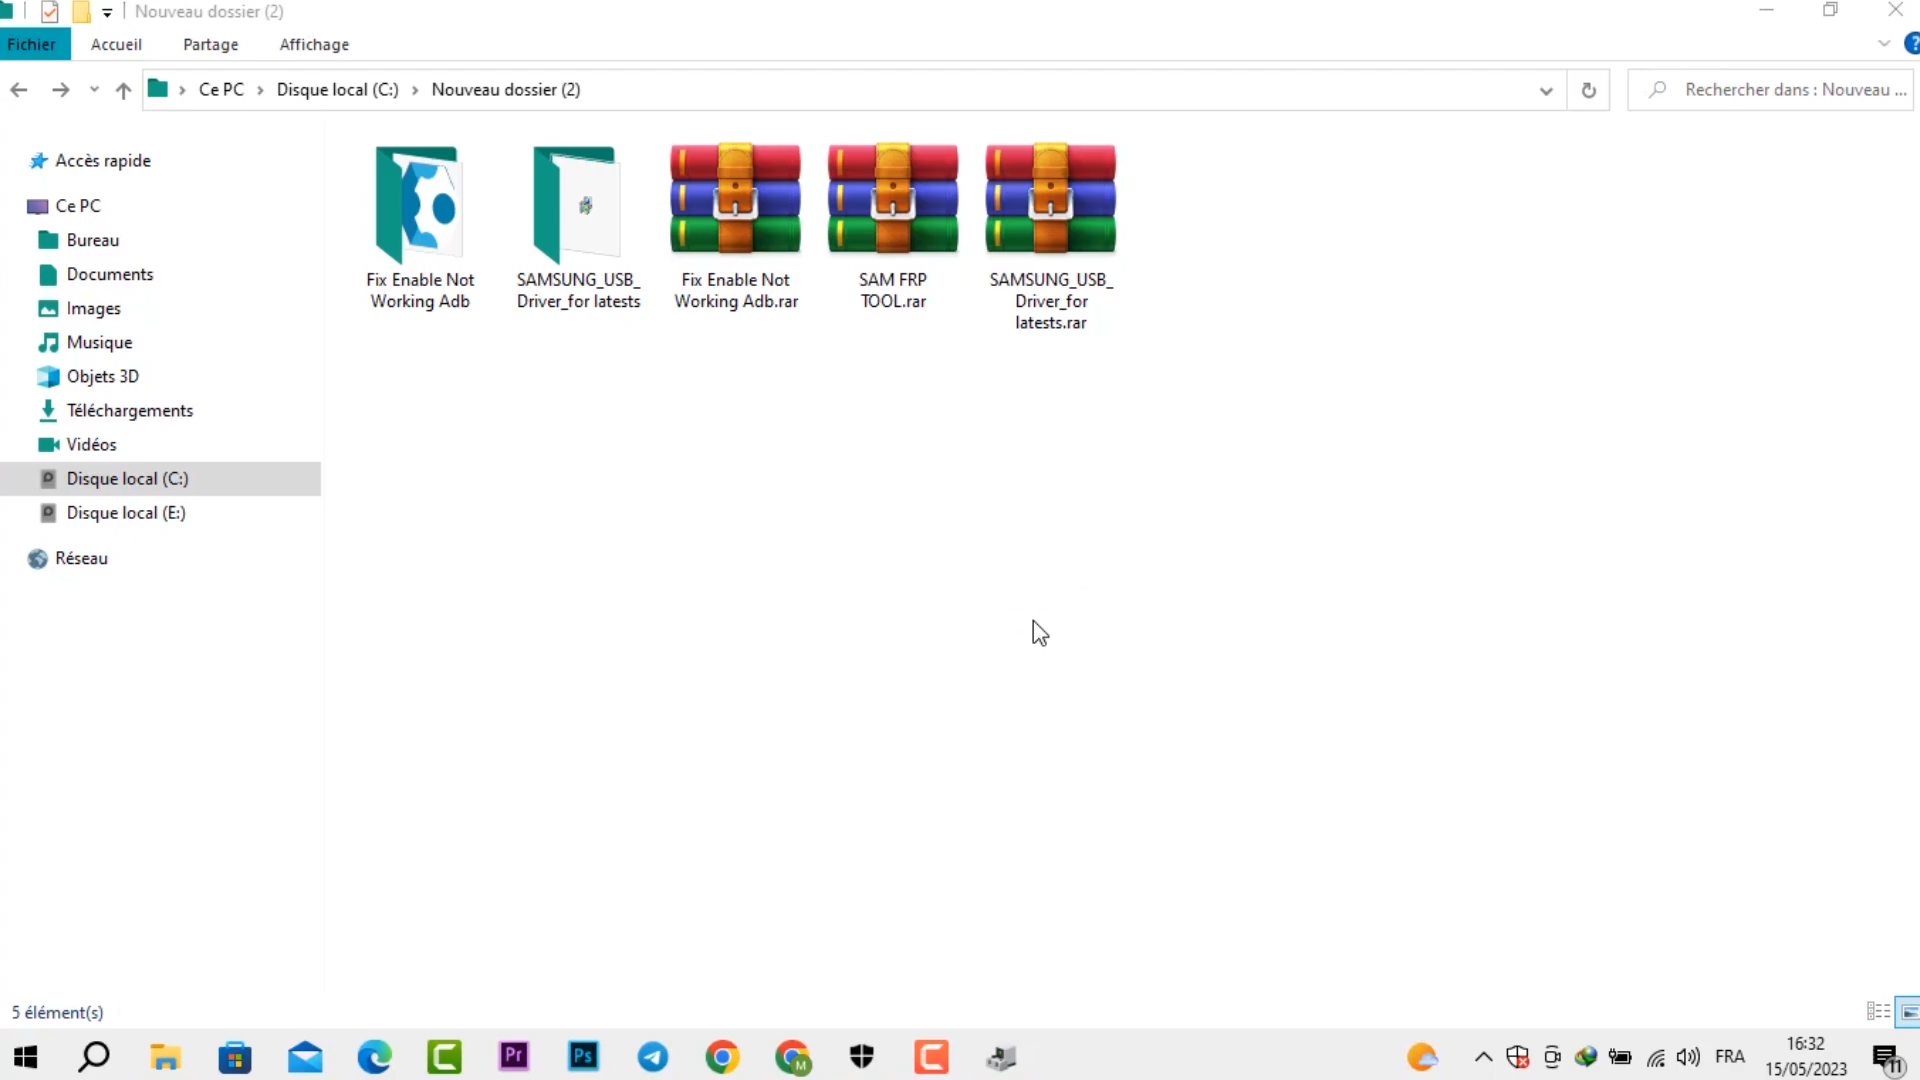 Nouveau dossier (2)
Fichier Accueil Partage Affichage
Ce PC Disque local (C:) Nouveau dossier (2)
Rechercher dans : Nouveau ...
Accès rapide
Ce PC
Bureau
Documents
Images
Musique
Objets 3D
Téléchargements
Vidéos
Disque local (C:)
Disque local (E:)
Réseau
Fix Enable Not
Working Adb
SAMSUNG_USB_
Driver_for latests
Fix Enable Not
Working Adb.rar
SAM FRP
TOOL.rar
SAMSUNG_USB_
Driver_for
latests.rar
5 élément(s)
Pr
Ps
M
FRA
16:32
15/05/2023
11